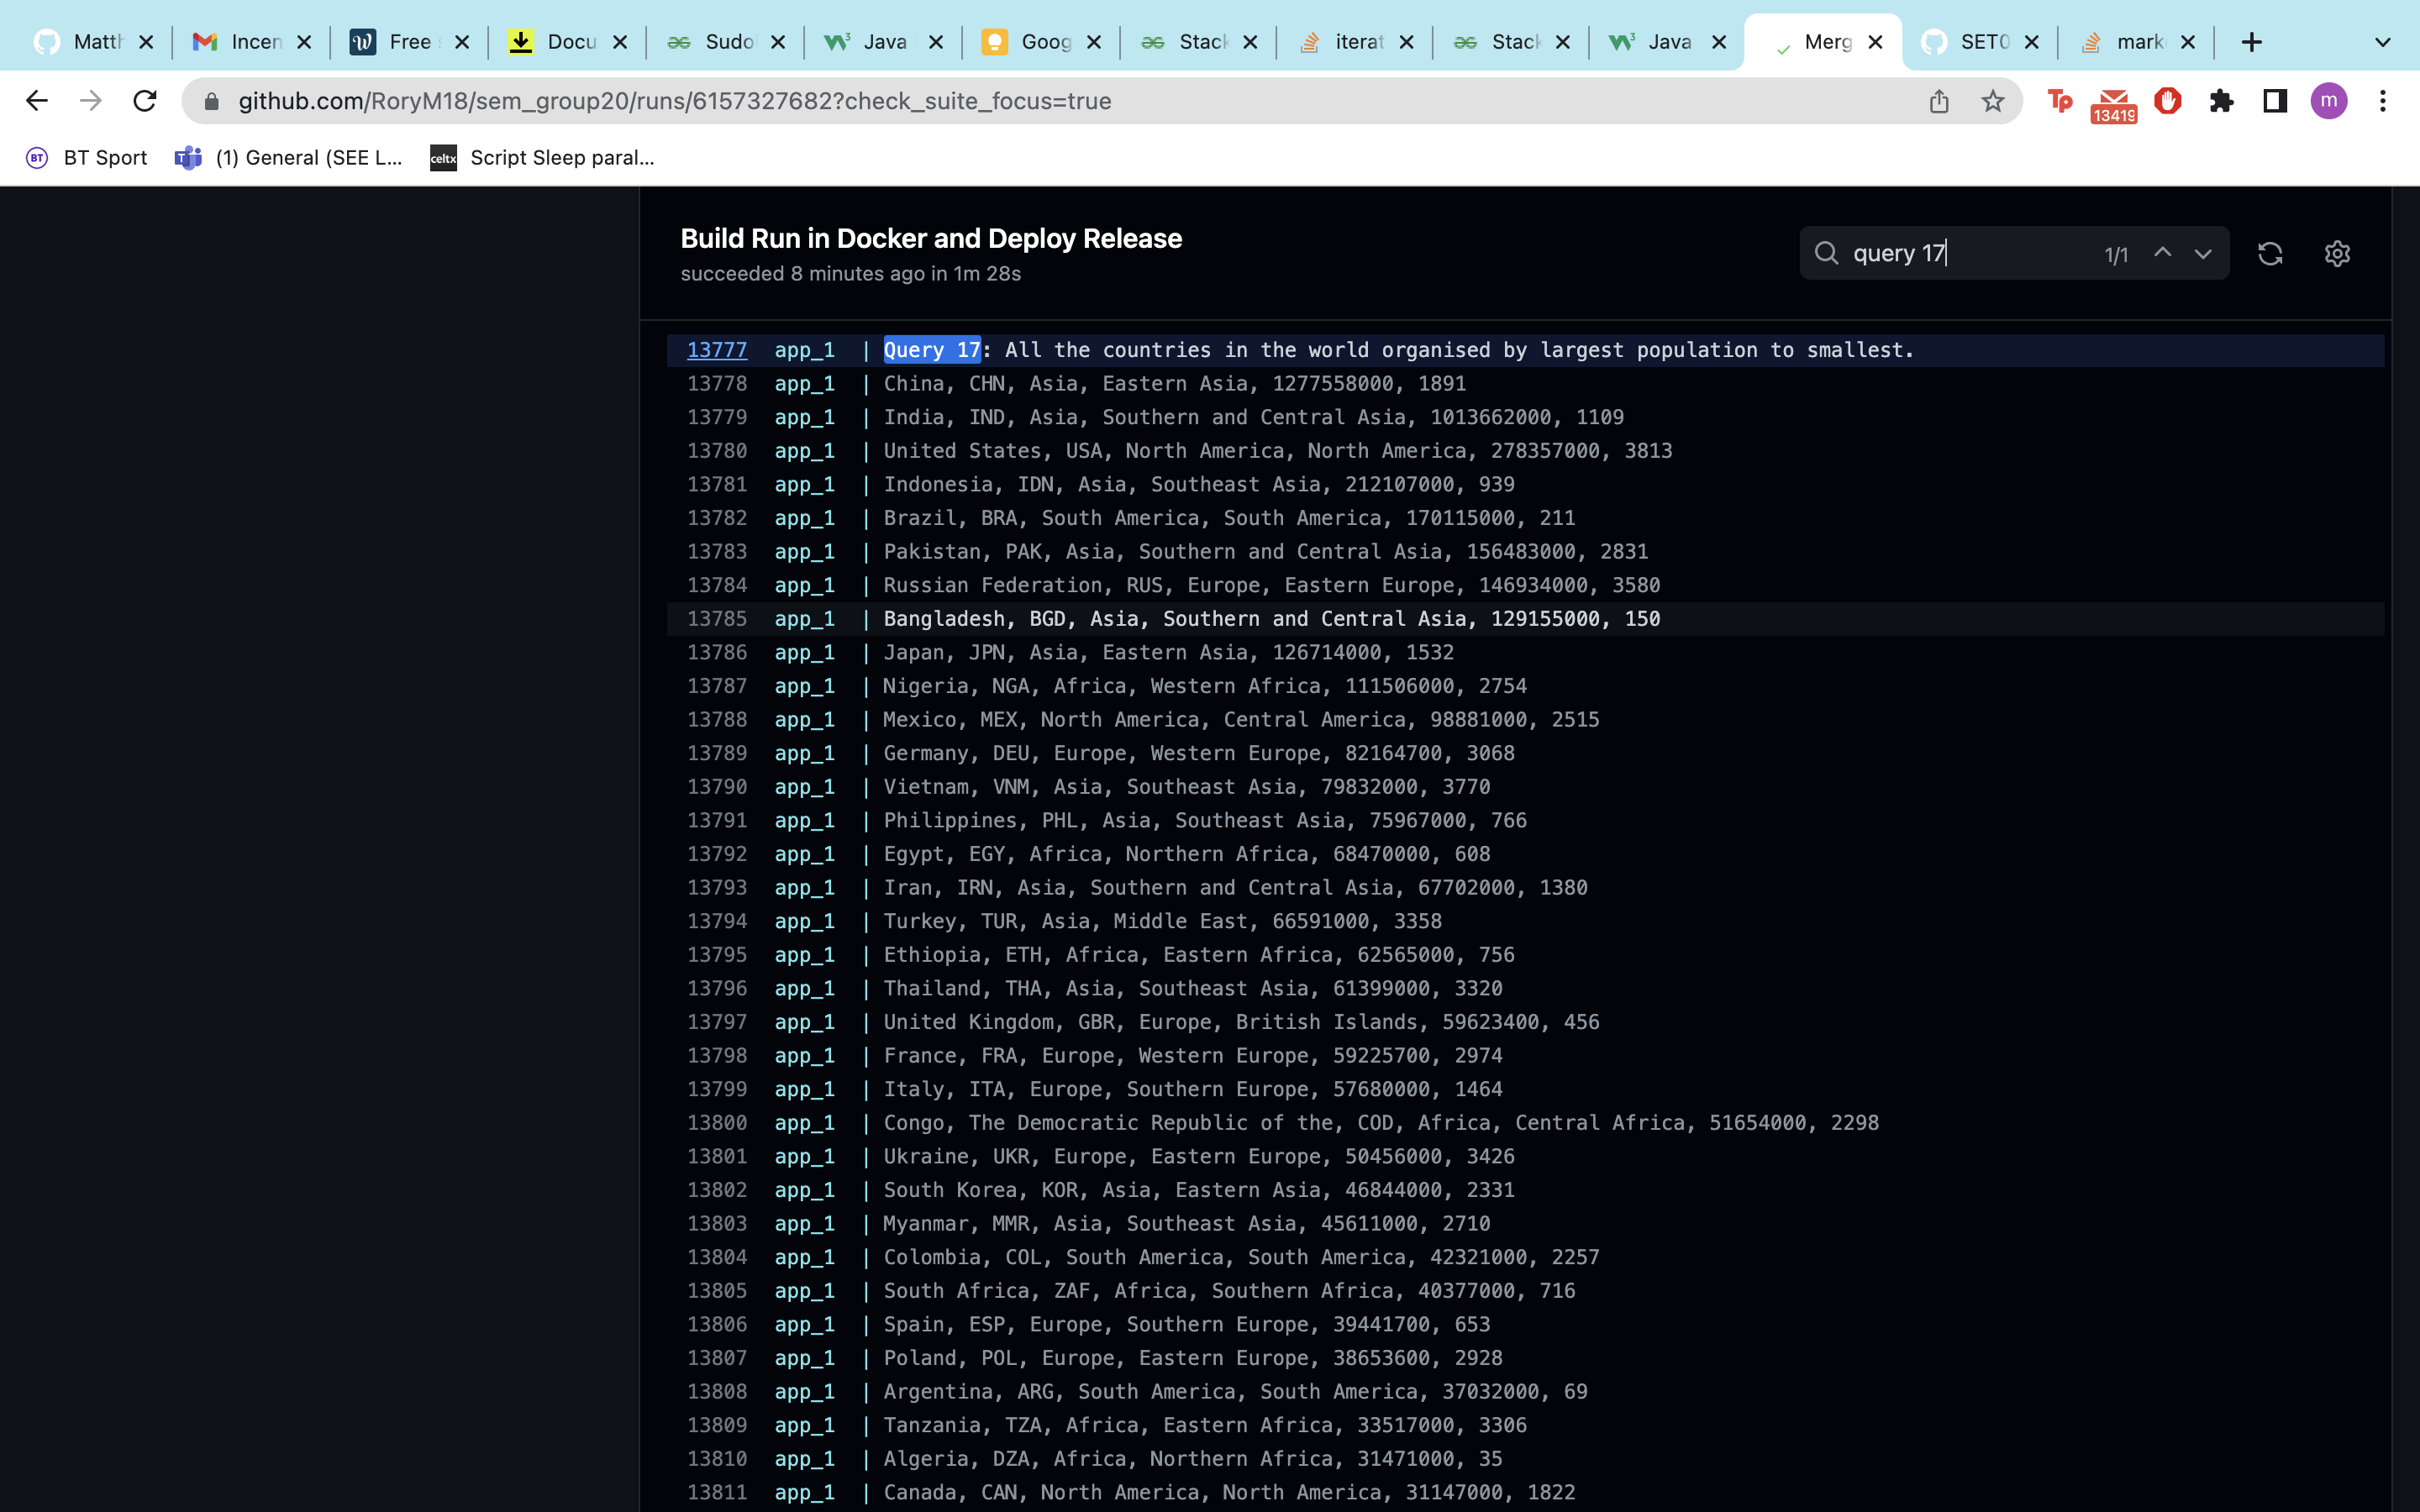 Matth Incen Free Docu Sudo Java Goog Stack iterat Stack Java Merg SET0 mark
github.com/RoryM18/sem_group20/runs/6157327682?check_suite_focus=true Tp 13419 m
BT BT Sport (1) General (SEE L... celtx Script Sleep paral...
Build Run in Docker and Deploy Release
query 17 1/1
succeeded 8 minutes ago in 1m 28s
13777 app_1 | Query 17: All the countries in the world organised by largest population to smallest.
13778 app_1 | China, CHN, Asia, Eastern Asia, 1277558000, 1891
13779 app_1 | India, IND, Asia, Southern and Central Asia, 1013662000, 1109
13780 app_1 | United States, USA, North America, North America, 278357000, 3813
13781 app_1 | Indonesia, IDN, Asia, Southeast Asia, 212107000, 939
13782 app_1 | Brazil, BRA, South America, South America, 170115000, 211
13783 app_1 | Pakistan, PAK, Asia, Southern and Central Asia, 156483000, 2831
13784 app_1 | Russian Federation, RUS, Europe, Eastern Europe, 146934000, 3580
13785 app_1 | Bangladesh, BGD, Asia, Southern and Central Asia, 129155000, 150
13786 app_1 | Japan, JPN, Asia, Eastern Asia, 126714000, 1532
13787 app_1 | Nigeria, NGA, Africa, Western Africa, 111506000, 2754
13788 app_1 | Mexico, MEX, North America, Central America, 98881000, 2515
13789 app_1 | Germany, DEU, Europe, Western Europe, 82164700, 3068
13790 app_1 | Vietnam, VNM, Asia, Southeast Asia, 79832000, 3770
13791 app_1 | Philippines, PHL, Asia, Southeast Asia, 75967000, 766
13792 app_1 | Egypt, EGY, Africa, Northern Africa, 68470000, 608
13793 app_1 | Iran, IRN, Asia, Southern and Central Asia, 67702000, 1380
13794 app_1 | Turkey, TUR, Asia, Middle East, 66591000, 3358
13795 app_1 | Ethiopia, ETH, Africa, Eastern Africa, 62565000, 756
13796 app_1 | Thailand, THA, Asia, Southeast Asia, 61399000, 3320
13797 app_1 | United Kingdom, GBR, Europe, British Islands, 59623400, 456
13798 app_1 | France, FRA, Europe, Western Europe, 59225700, 2974
13799 app_1 | Italy, ITA, Europe, Southern Europe, 57680000, 1464
13800 app_1 | Congo, The Democratic Republic of the, COD, Africa, Central Africa, 51654000, 2298
13801 app_1 | Ukraine, UKR, Europe, Eastern Europe, 50456000, 3426
13802 app_1 | South Korea, KOR, Asia, Eastern Asia, 46844000, 2331
13803 app_1 | Myanmar, MMR, Asia, Southeast Asia, 45611000, 2710
13804 app_1 | Colombia, COL, South America, South America, 42321000, 2257
13805 app_1 | South Africa, ZAF, Africa, Southern Africa, 40377000, 716
13806 app_1 | Spain, ESP, Europe, Southern Europe, 39441700, 653
13807 app_1 | Poland, POL, Europe, Eastern Europe, 38653600, 2928
13808 app_1 | Argentina, ARG, South America, South America, 37032000, 69
13809 app_1 | Tanzania, TZA, Africa, Eastern Africa, 33517000, 3306
13810 app_1 | Algeria, DZA, Africa, Northern Africa, 31471000, 35
13811 app_1 | Canada, CAN, North America, North America, 31147000, 1822